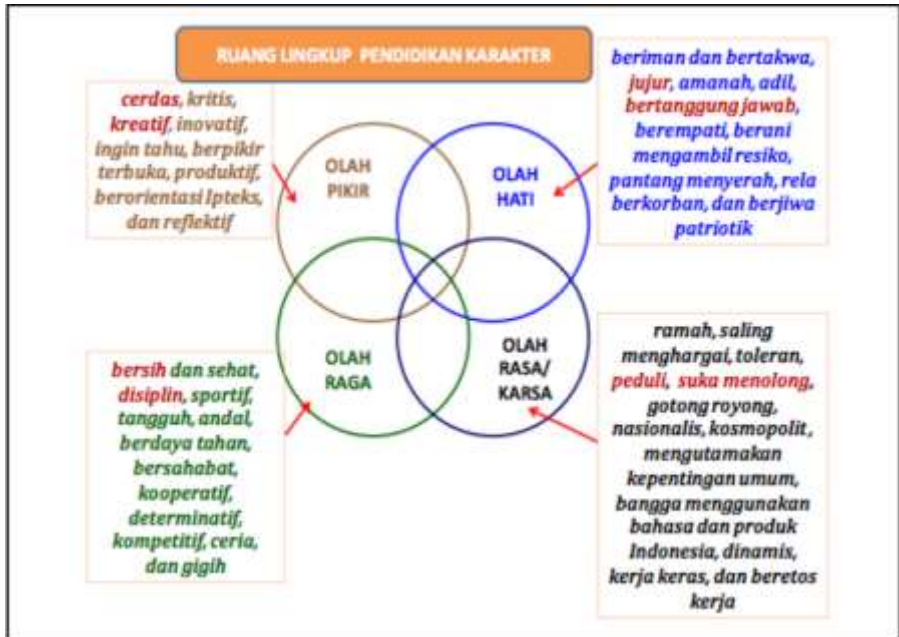 RUANG LINGKUP PENDIDIKAN KARAKTER
cerdas, kritis,
kreatif, inovatif,
ingin tahu, berpikir
terbuka, produktif,
berorientasi Ipteks,
dan reflektif
OLAH
PIKIR
OLAH
HATI
beriman dan bertakwa,
jujur, amanah, adil,
bertanggung jawab,
berempati, berani
mengambil resiko,
pantang menyerah, rela
berkorban, dan berjiwa
patriotik
bersih dan sehat,
disiplin, sportif,
tangguh, andal,
berdaya tahan,
bersahabat,
kooperatif,
determinatif,
kompetitif, ceria,
dan gigih
OLAH
RAGA
OLAH
RASA/
KARSA
ramah, saling
menghargai, toleran,
peduli, suka menolong,
gotong royong,
nasionalis, kosmopolit,
mengutamakan
kepentingan umum,
bangga menggunakan
bahasa dan produk
Indonesia, dinamis,
kerja keras, dan beretos
kerja